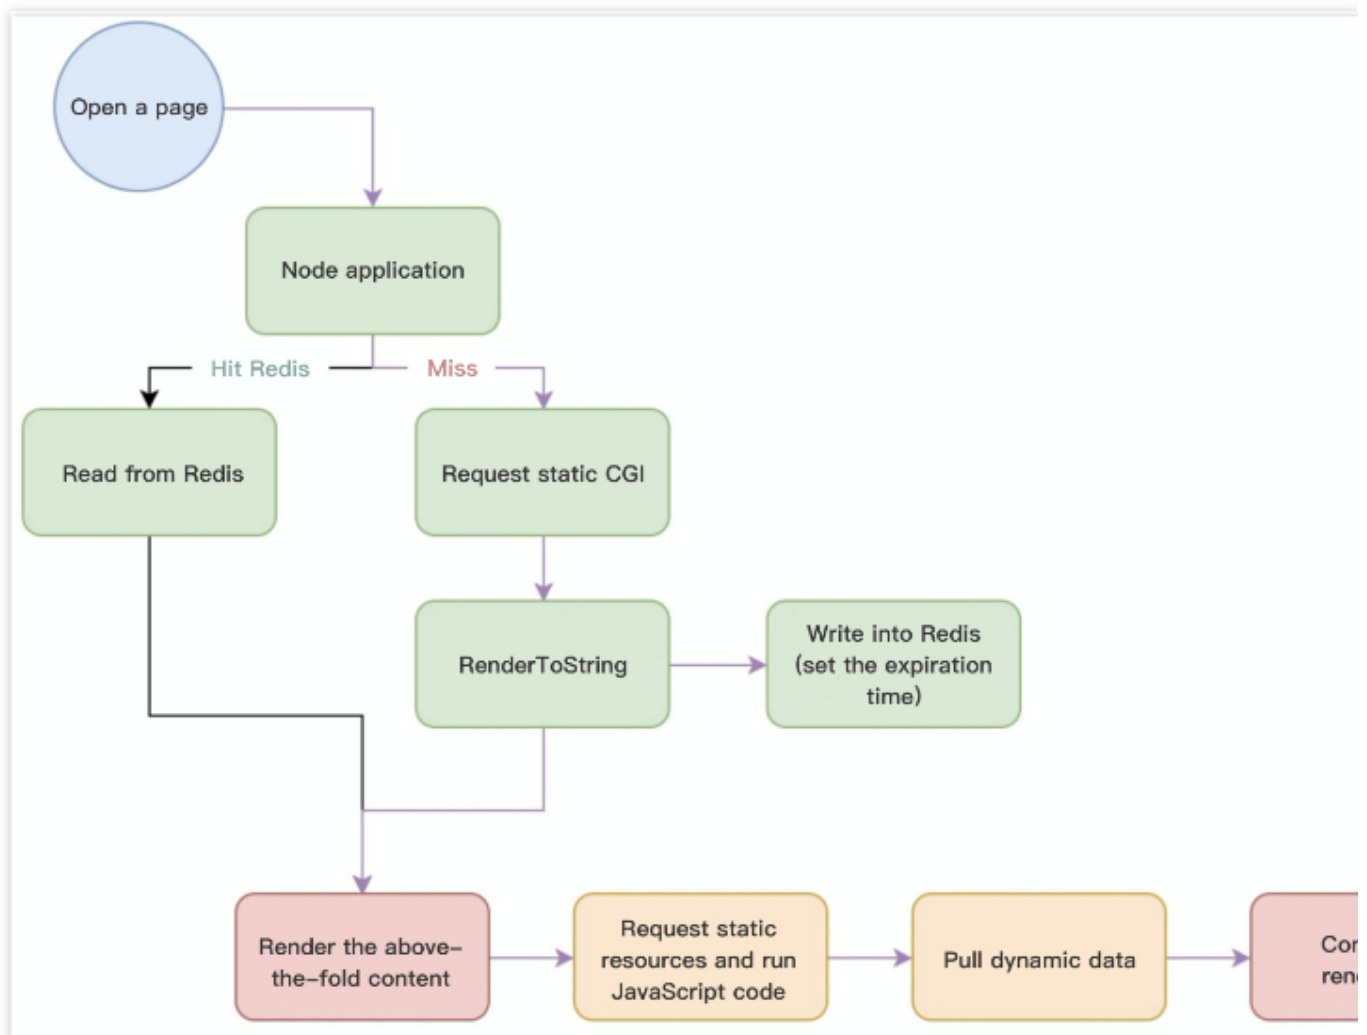 Open a page
Node application
Hit Redis
Miss
Read from Redis
Request static CGI
RenderToString
Write into Redis
(set the expiration
time)
Render the above-
the-fold content
Request static
resources and run
JavaScript code
Pull dynamic data